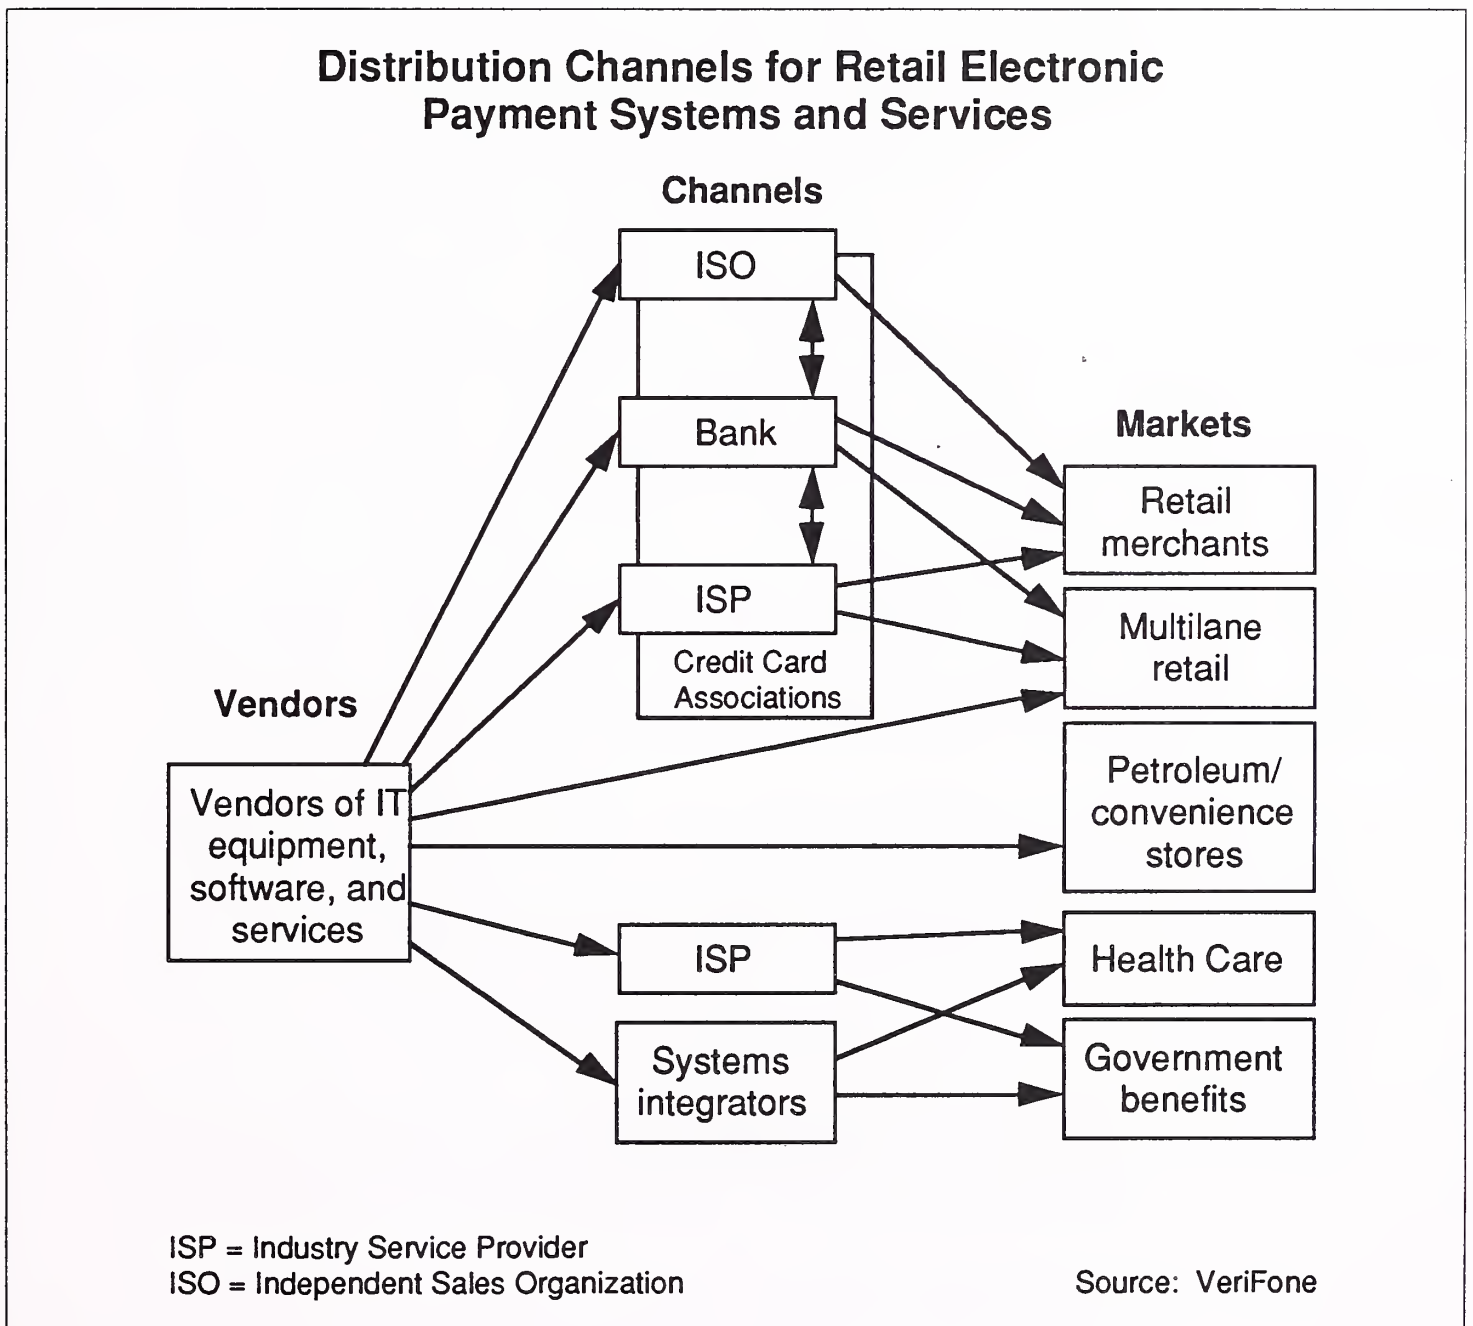 Distribution Channels for Retail Electronic
Payment Systems and Services
Channels
ISO
Bank
ISP
Credit Card
Associations
Markets
Retail
merchants
Multilane
retail
Petroleum/
convenience
stores
Health Care
Government
benefits
Vendors
Vendors of IT
equipment,
software, and
services
ISP
Systems
integrators
ISP = Industry Service Provider
ISO = Independent Sales Organization
Source: VeriFone